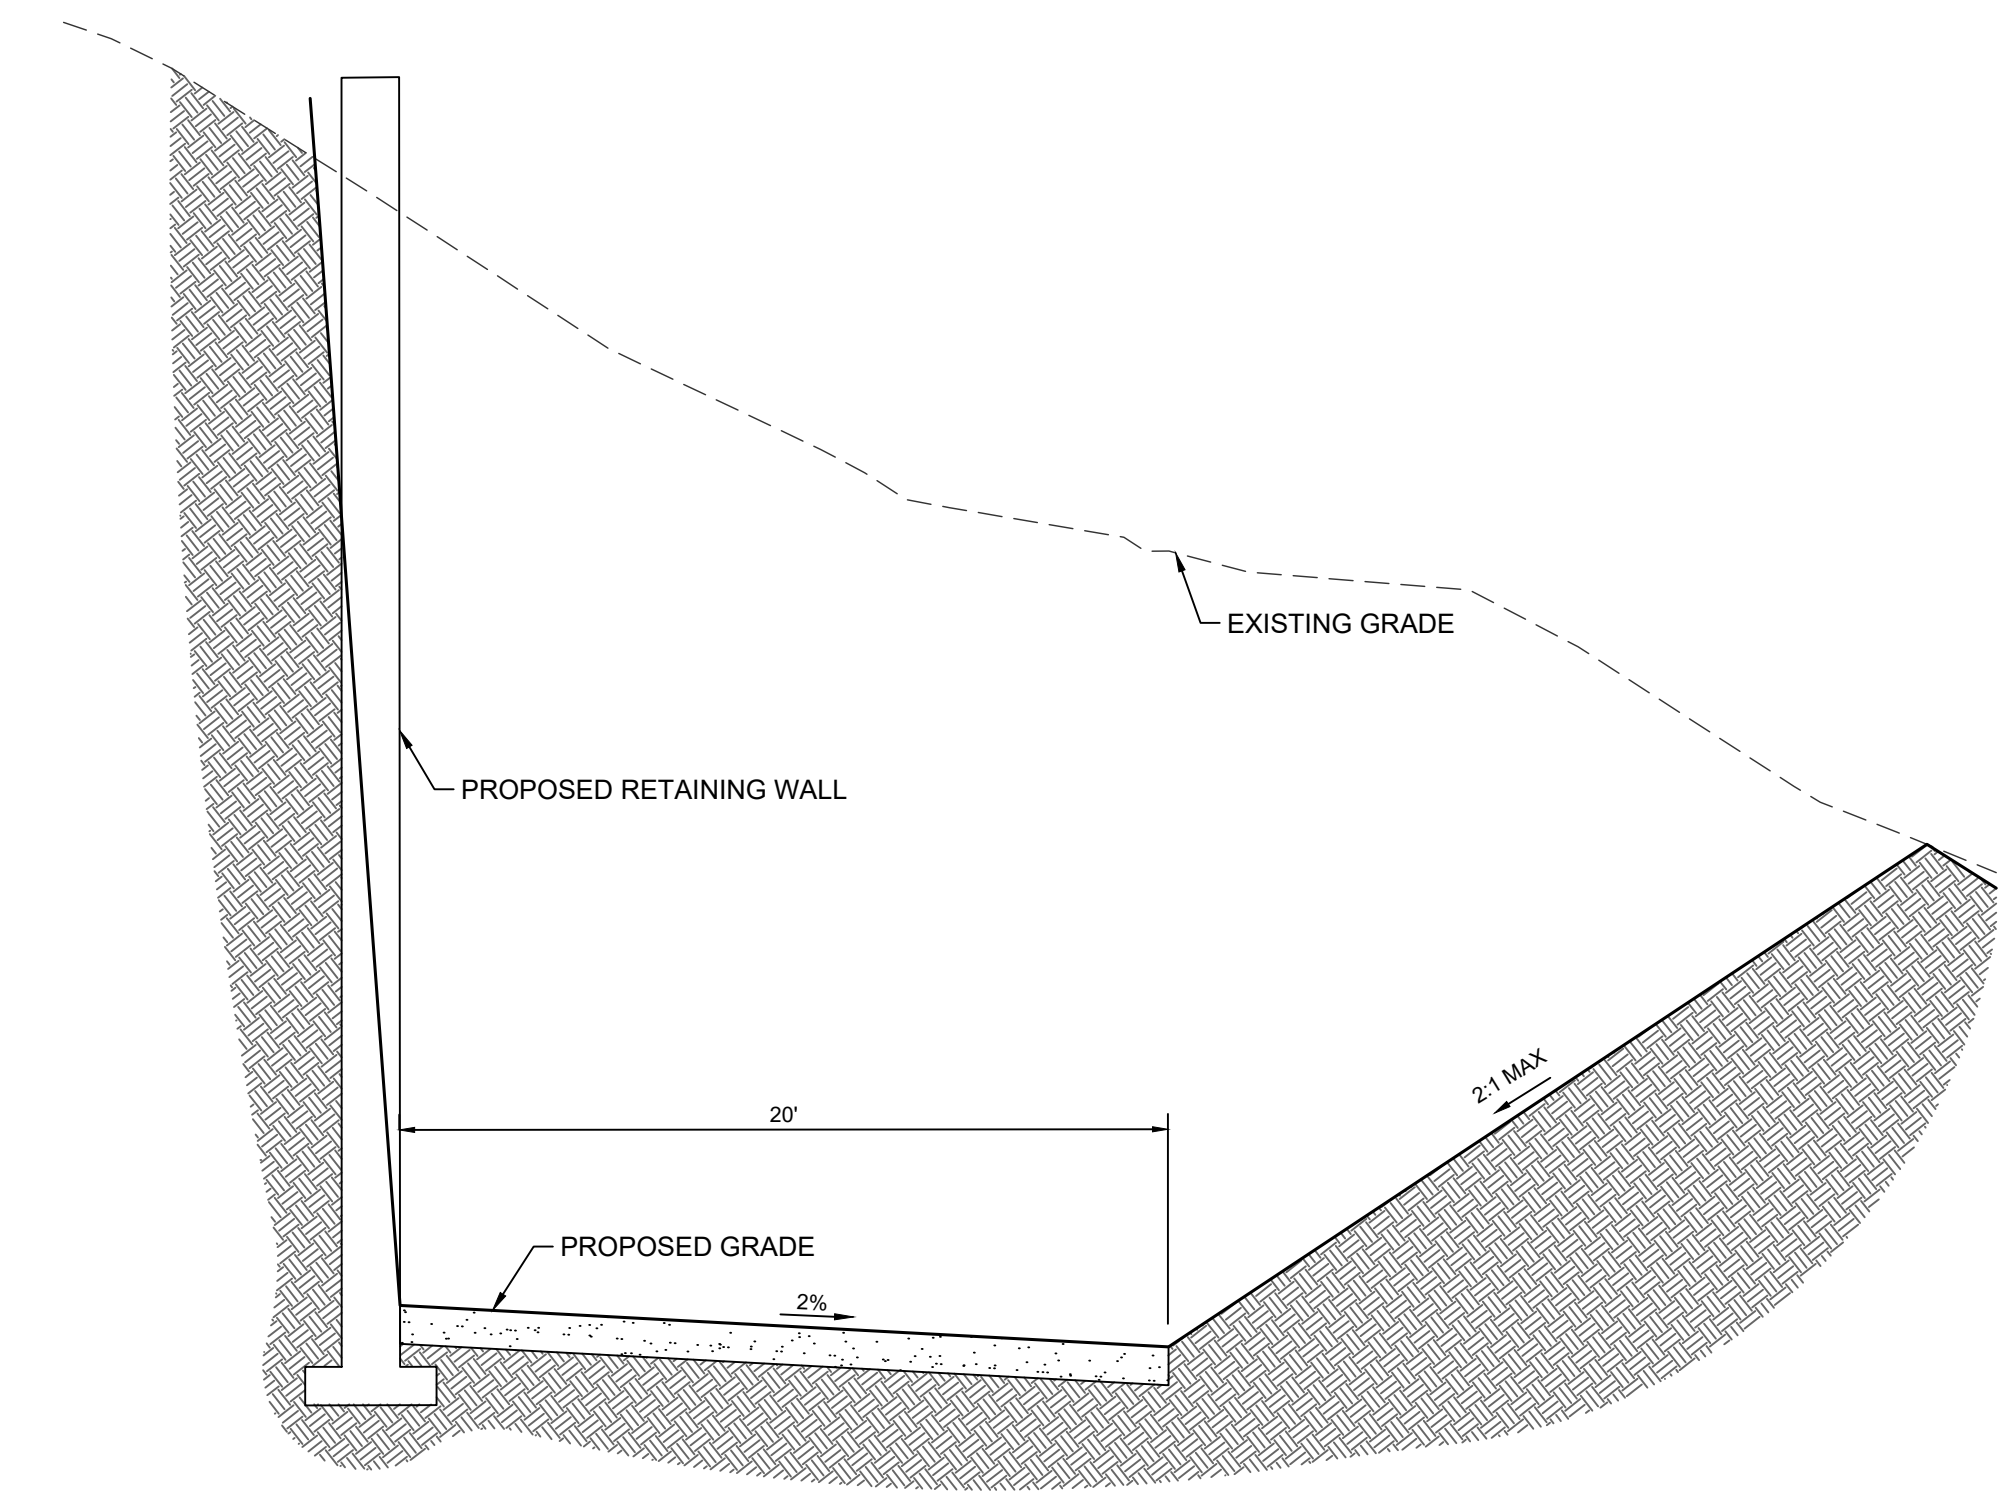 EXISTING GRADE
PROPOSED RETAINING WALL
2:1 MAX
20'
PROPOSED GRADE
2%